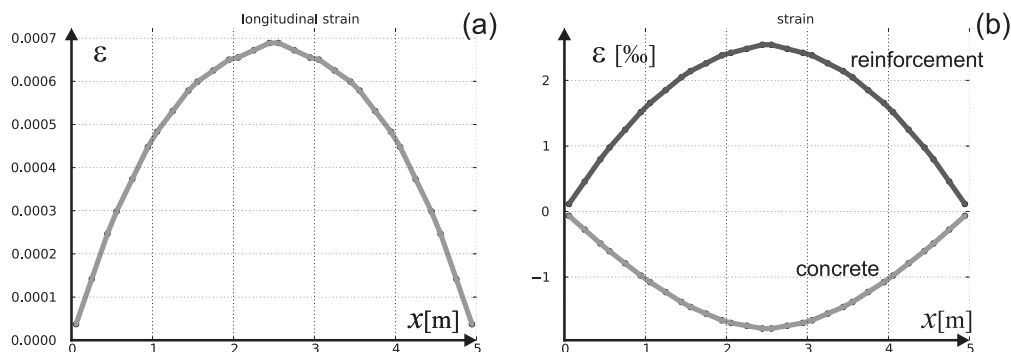 longitudinal strain
(a)
ε
0.0007
0.0006
0.0005
0.0004
0.0003
0.0002
0.0001
0.0000
0 1 2 3 4 5
x[m]
strain
(b)
ε [‰]
reinforcement
concrete
2
1
0
−1
0 1 2 3 4 5
x[m]